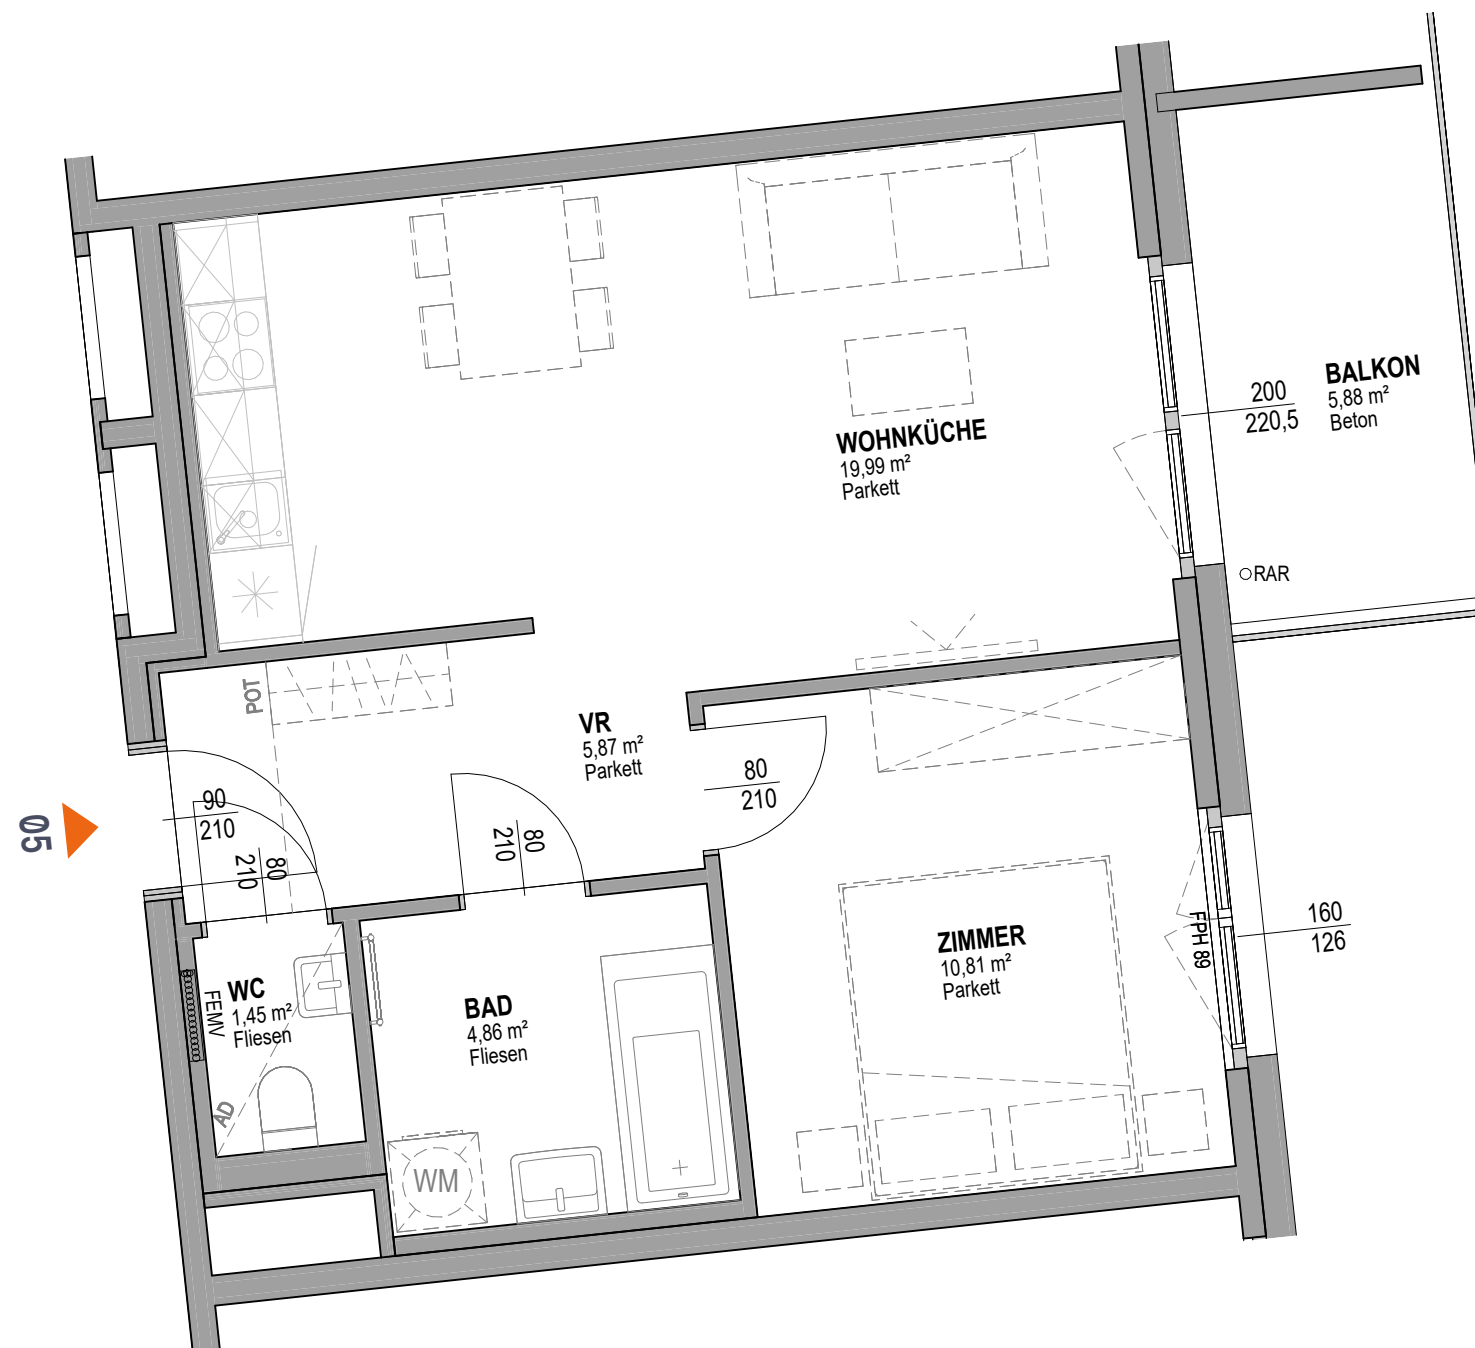 BALKON
5,88 m²
Beton
200
220,5
WOHNKÜCHE
19,99 m²
Parkett
RAR
POT
VR
5,87 m²
Parkett
80
210
90
210
80
210
80
210
05
160
126
FPH 89
ZIMMER
10,81 m²
Parkett
WC
1,45 m²
Fliesen
FEMV
AD
BAD
4,86 m²
Fliesen
WM